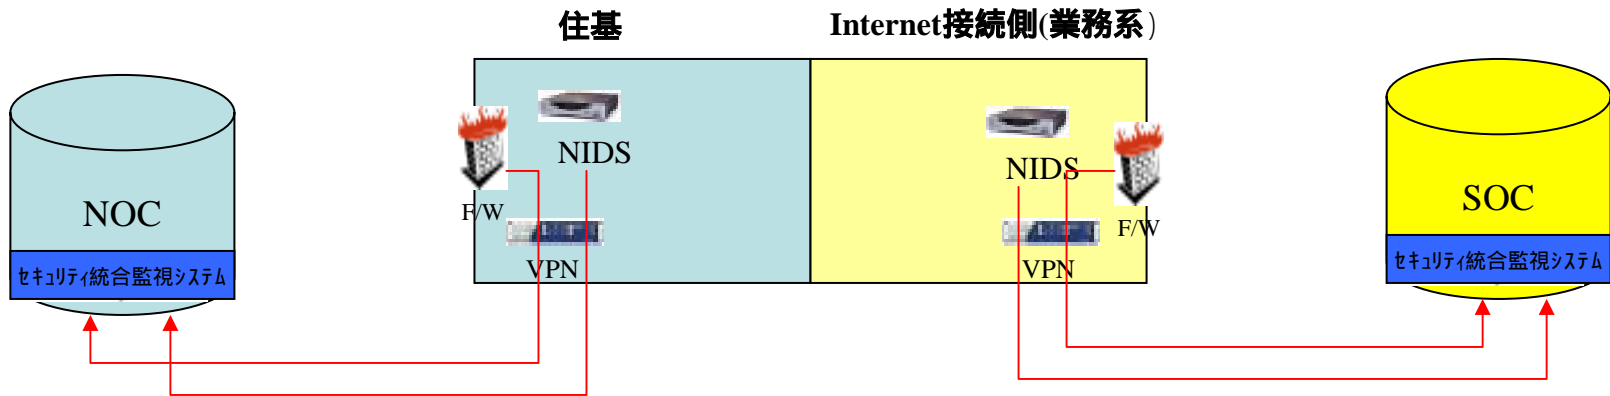 住基
Internet接続側(業務系)
NIDS
F/W
VPN
NOC
セキュリティ統合監視システム
NIDS
F/W
VPN
SOC
セキュリティ統合監視システム